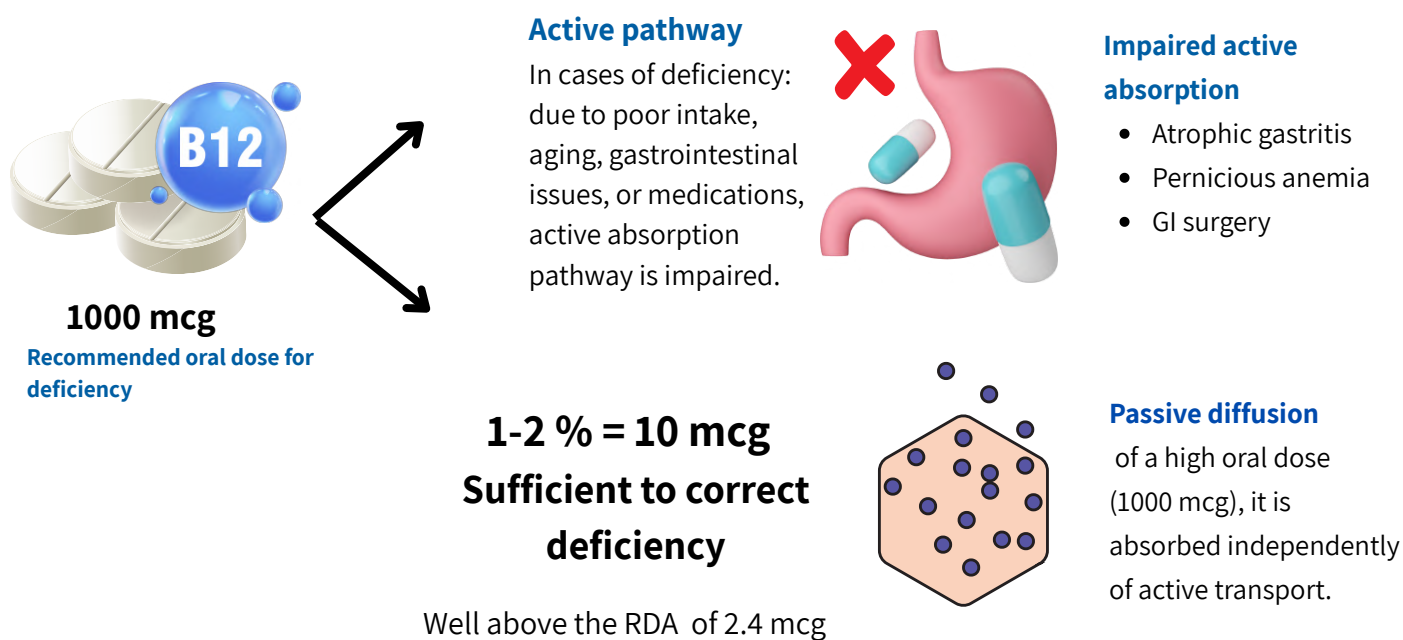 B12
1000 mcg
Recommended oral dose for
deficiency
Active pathway
In cases of deficiency:
due to poor intake,
aging, gastrointestinal
issues, or medications,
active absorption
pathway is impaired.
Impaired active
absorption
• Atrophic gastritis
• Pernicious anemia
• GI surgery
1-2 % = 10 mcg
Sufficient to correct
deficiency
Well above the RDA of 2.4 mcg
Passive diffusion
of a high oral dose
(1000 mcg), it is
absorbed independently
of active transport.